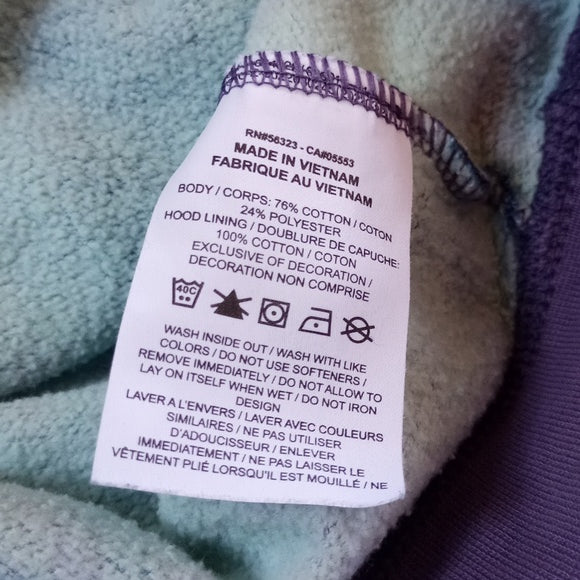 RN#56323 - CA#05553
MADE IN VIETNAM
FABRIQUE AU VIETNAM
BODY / CORPS: 76% COTTON / COTON
24% POLYESTER
HOOD LINING / DOUBLURE DE CAPUCHE:
100% COTTON / COTON
EXCLUSIVE OF DECORATION /
DECORATION NON COMPRISE
40C
WASH INSIDE OUT / WASH WITH LIKE
COLORS / DO NOT USE SOFTENERS /
REMOVE IMMEDIATELY / DO NOT ALLOW TO
LAY ON ITSELF WHEN WET / DO NOT IRON
DESIGN
LAVER A L'ENVERS / LAVER AVEC COULEURS
SIMILAIRES / NE PAS UTILISER
D'ADOUCISSEUR / ENLEVER
IMMEDIATEMENT / NE PAS LAISSER LE
VÊTEMENT PLIÉ LORSQU'IL EST MOUILLÉ / NE